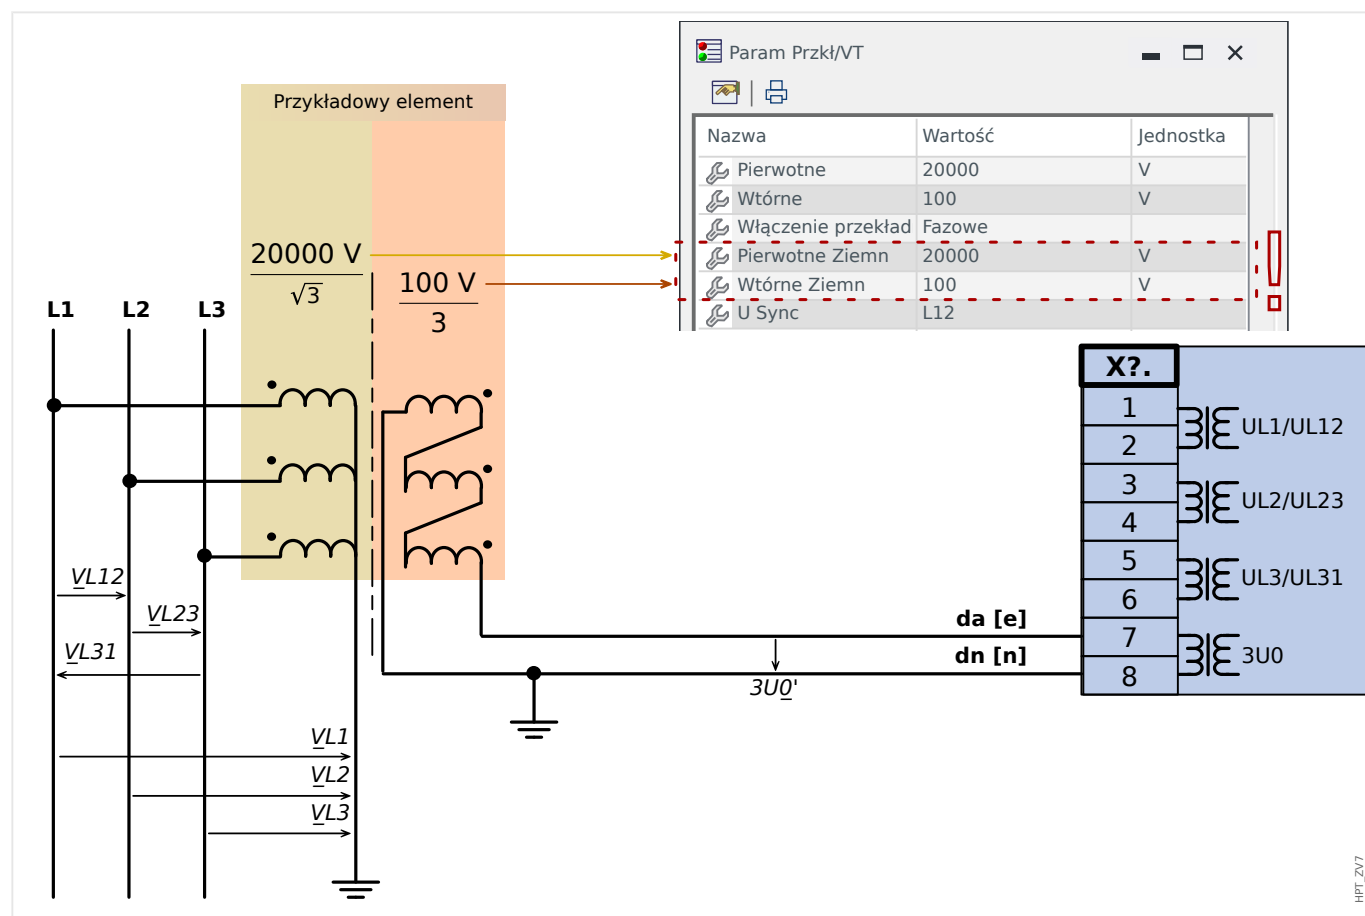 Param Przkł/VT
Nazwa Wartość Jednostka
Pierwotne 20000 V
Wtórne 100 V
Włączenie przekład Fazowe
Pierwotne Ziemn 20000 V
Wtórne Ziemn 100 V
U Sync L12
Przykładowy element
20000 V
√3
100 V
3
L1 L2 L3
VL12
VL23
VL31
VL1
VL2
VL3
da [e]
dn [n]
3U0'
X?.
1
2
3
4
5
6
7
8
UL1/UL12
UL2/UL23
UL3/UL31
3U0
HPT_ZV7